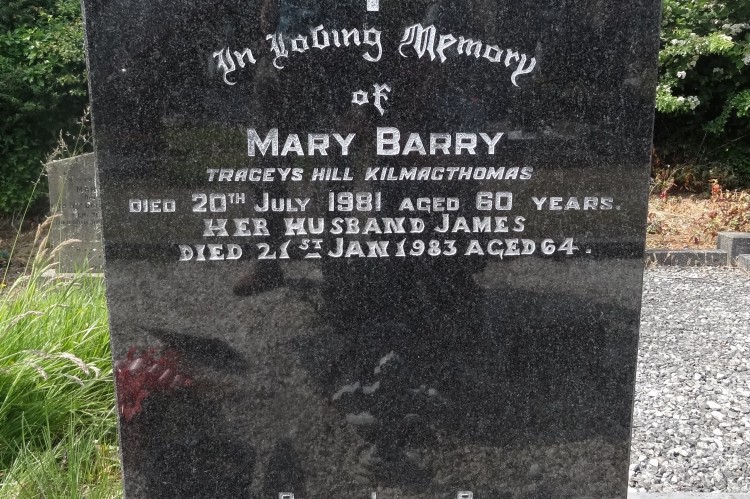 In Loving Memory
of
MARY BARRY
TRACEYS HILL KILMACTHOMAS
DIED 20TH JULY 1981 AGED 60 YEARS.
HER HUSBAND JAMES
DIED 21ST JAN 1983 AGED 64.